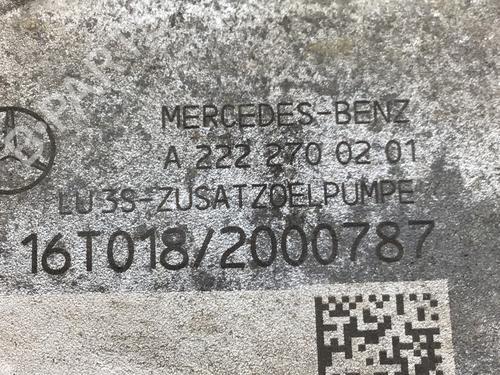 MERCEDES-BENZ
A 222 270 02 01
LU3S-ZUSATZOELPUMPE
16T018/2000787